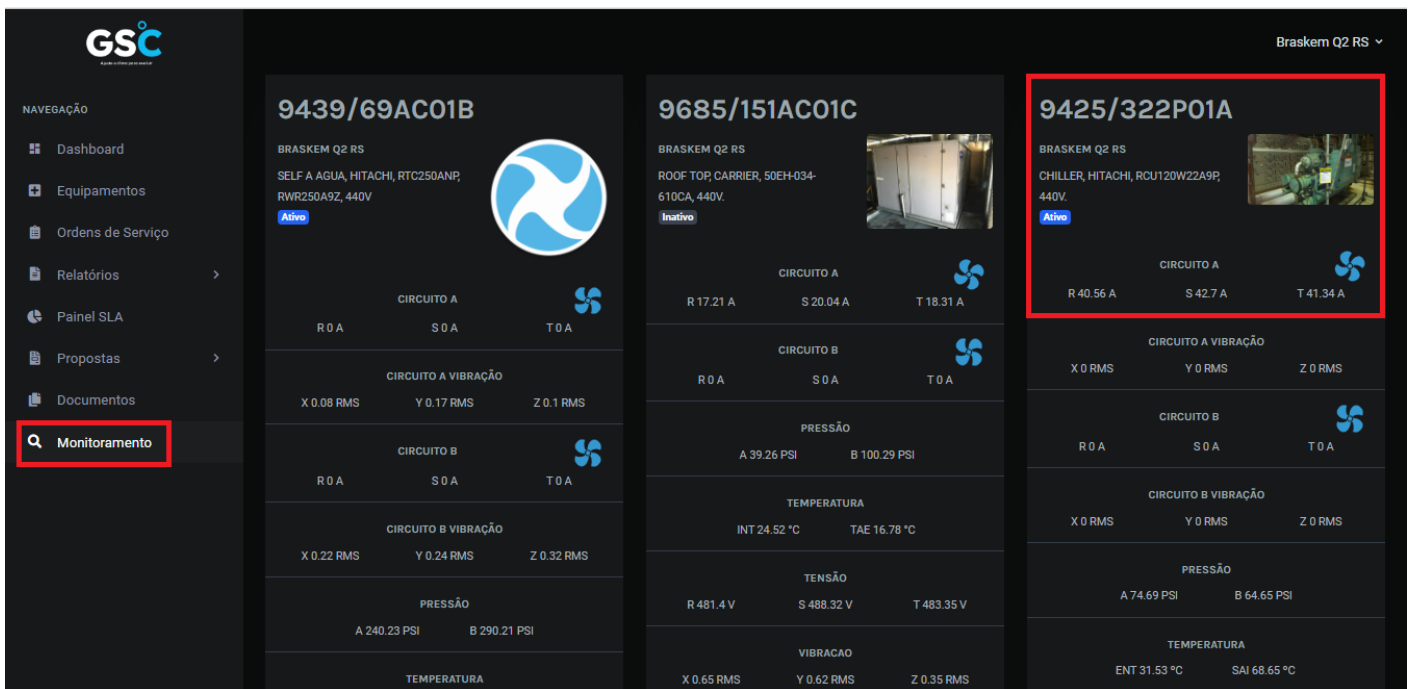 GS°C
Braskem Q2 RS
NAVEGAÇÃO
Dashboard
Equipamentos
Ordens de Serviço
Relatórios
Painel SLA
Propostas
Documentos
Monitoramento
9439/69AC01B
BRASKEM Q2 RS
SELF A AGUA, HITACHI, RTC250ANP,
RWR250A9Z, 440V
Ativo
CIRCUITO A
R 0 A S 0 A T 0 A
CIRCUITO A VIBRAÇÃO
X 0.08 RMS Y 0.17 RMS Z 0.1 RMS
CIRCUITO B
R 0 A S 0 A T 0 A
CIRCUITO B VIBRAÇÃO
X 0.22 RMS Y 0.24 RMS Z 0.32 RMS
PRESSÃO
A 240.23 PSI B 290.21 PSI
TEMPERATURA
9685/151AC01C
BRASKEM Q2 RS
ROOF TOP, CARRIER, 50EH-034-
610CA, 440V.
Inativo
CIRCUITO A
R 17.21 A S 20.04 A T 18.31 A
CIRCUITO B
R 0 A S 0 A T 0 A
PRESSÃO
A 39.26 PSI B 100.29 PSI
TEMPERATURA
INT 24.52 °C TAE 16.78 °C
TENSÃO
R 481.4 V S 488.32 V T 483.35 V
VIBRACAO
X 0.65 RMS Y 0.62 RMS Z 0.35 RMS
9425/322P01A
BRASKEM Q2 RS
CHILLER, HITACHI, RCU120W22A9P,
440V.
Ativo
CIRCUITO A
R 40.56 A S 42.7 A T 41.34 A
CIRCUITO A VIBRAÇÃO
X 0 RMS Y 0 RMS Z 0 RMS
CIRCUITO B
R 0 A S 0 A T 0 A
CIRCUITO B VIBRAÇÃO
X 0 RMS Y 0 RMS Z 0 RMS
PRESSÃO
A 74.69 PSI B 64.65 PSI
TEMPERATURA
ENT 31.53 °C SAI 68.65 °C